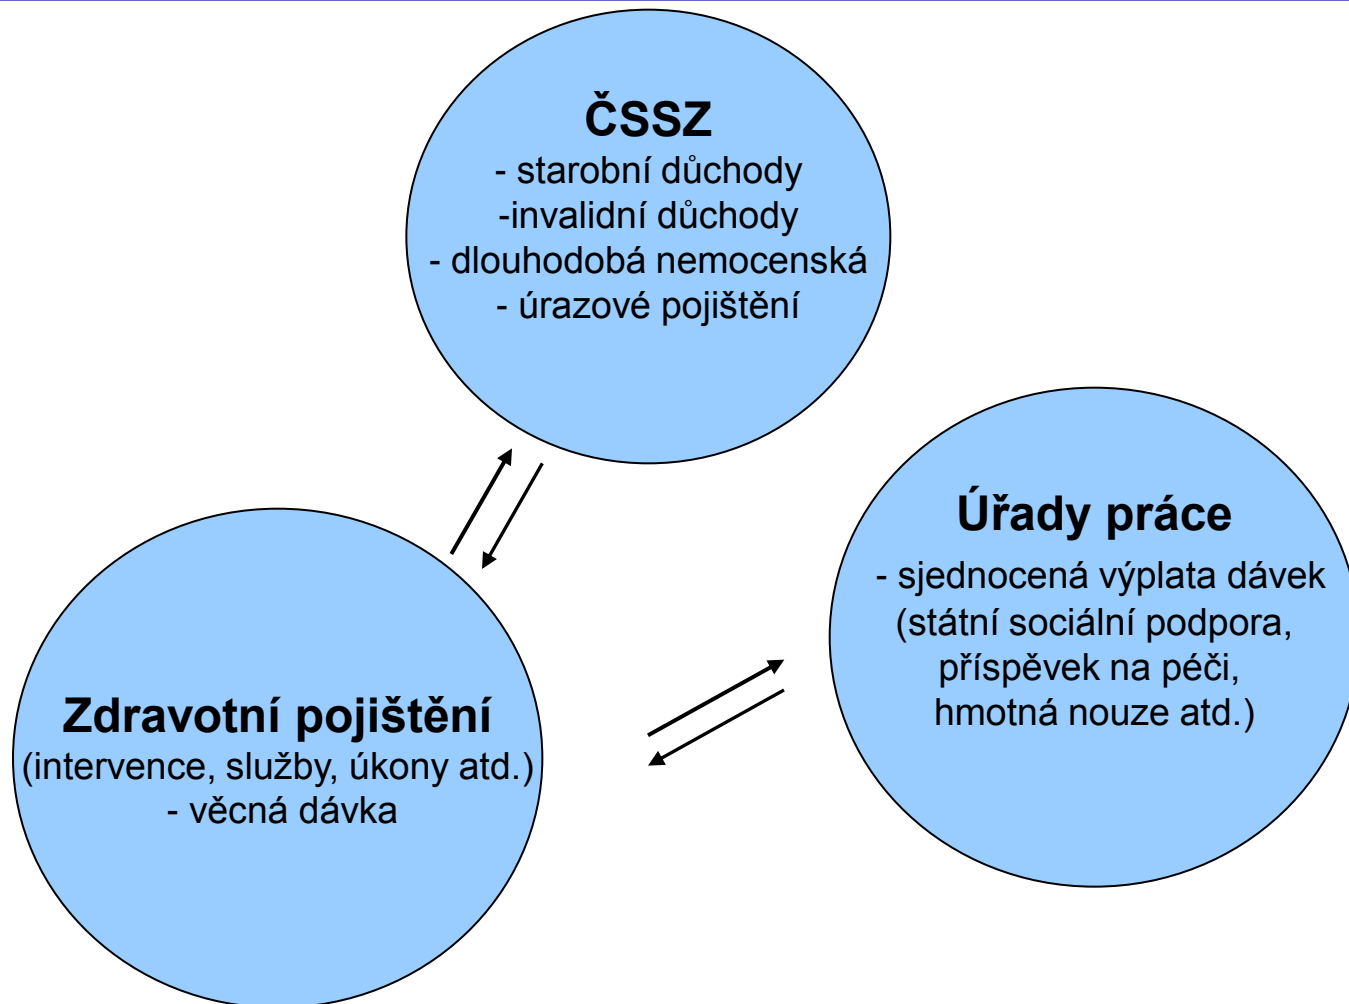 ČSSZ
- starobní důchody
-invalidní důchody
- dlouhodobá nemocenská
- úrazové pojištění
Úřady práce
- sjednocená výplata dávek
(státní sociální podpora,
příspěvek na péči,
hmotná nouze atd.)
Zdravotní pojištění
(intervence, služby, úkony atd.)
- věcná dávka